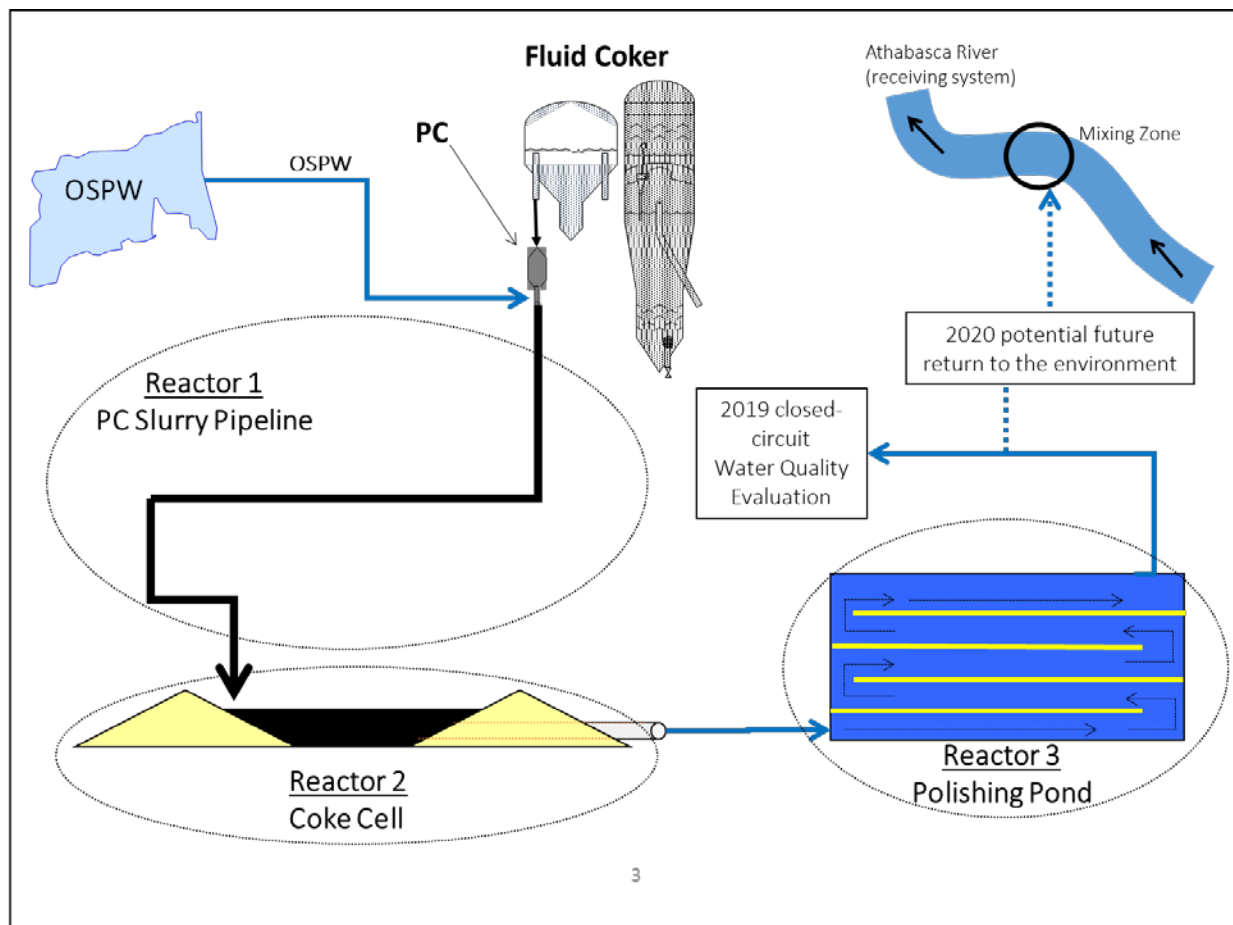 Fluid Coker
PC
OSPW
OSPW
Athabasca River
(receiving system)
Mixing Zone
2020 potential future
return to the environment
2019 closed-
circuit
Water Quality
Evaluation
Reactor 1
PC Slurry Pipeline
Reactor 2
Coke Cell
Reactor 3
Polishing Pond
3